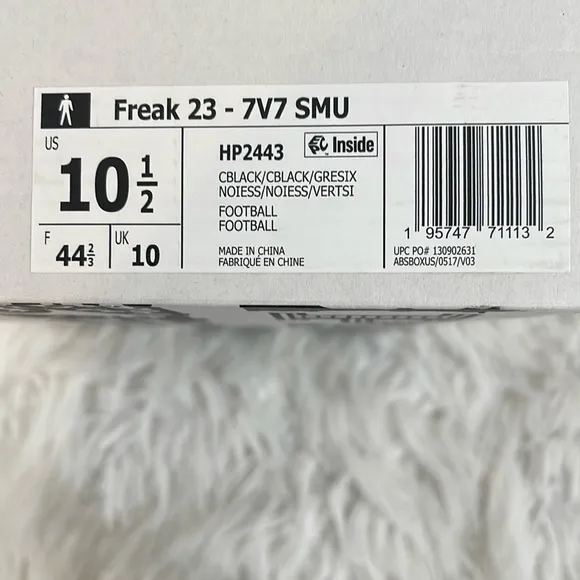 Freak 23 - 7V7 SMU
US
10 1/2
F
44 2/3
UK
10
HP2443
Inside
CBLACK/CBLACK/GRESIX
NOIESS/NOIESS/VERTSI
FOOTBALL
FOOTBALL
MADE IN CHINA
FABRIQUÉ EN CHINE
1 95747 71113 2
UPC PO# 130902631
ABSBOXUS/0517/V03